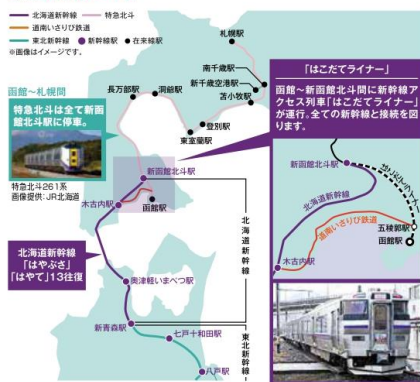 北海道新幹線 特急北斗
道南いさりび鉄道
東北新幹線 新幹線駅 在来線駅
※画像はイメージです。
函館～札幌間
特急北斗は全て新函
館北斗駅に停車。
特急北斗261系
画像提供:JR北海道
札幌駅
南千歳駅
新千歳空港駅
苫小牧駅
長万部駅
洞爺駅
登別駅
東室蘭駅
新函館北斗駅
木古内駅
函館駅
北海道新幹線
「はやぶさ」
「はやて」13往復
北海道新幹線
奥津軽いまべつ駅
新青森駅
七戸十和田駅
八戸駅
東北新幹線
「はこだてライナー」
函館～新函館北斗間に新幹線ア
クセス列車「はこだてライナー」
が運行。全ての新幹線と接続を図
ります。
新函館北斗駅
はこだてライナー
北海道新幹線
道南いさりび鉄道
五稜郭駅
函館駅
木古内駅